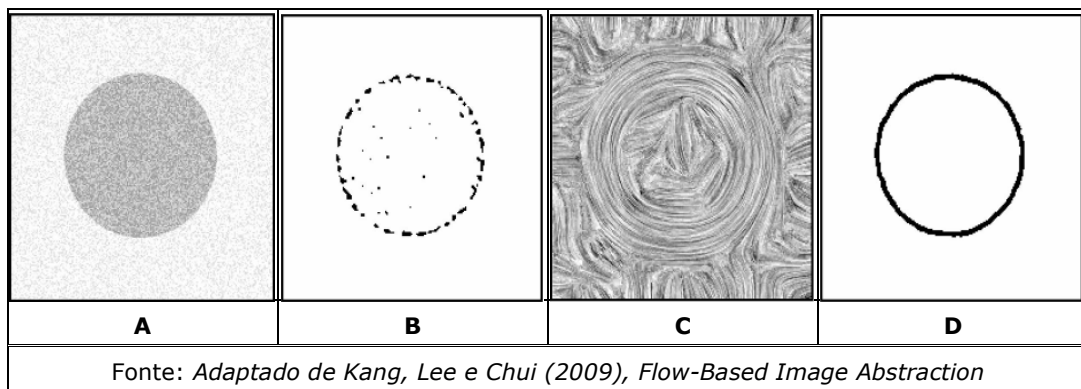 A B C D
Fonte: Adaptado de Kang, Lee e Chui (2009), Flow-Based Image Abstraction